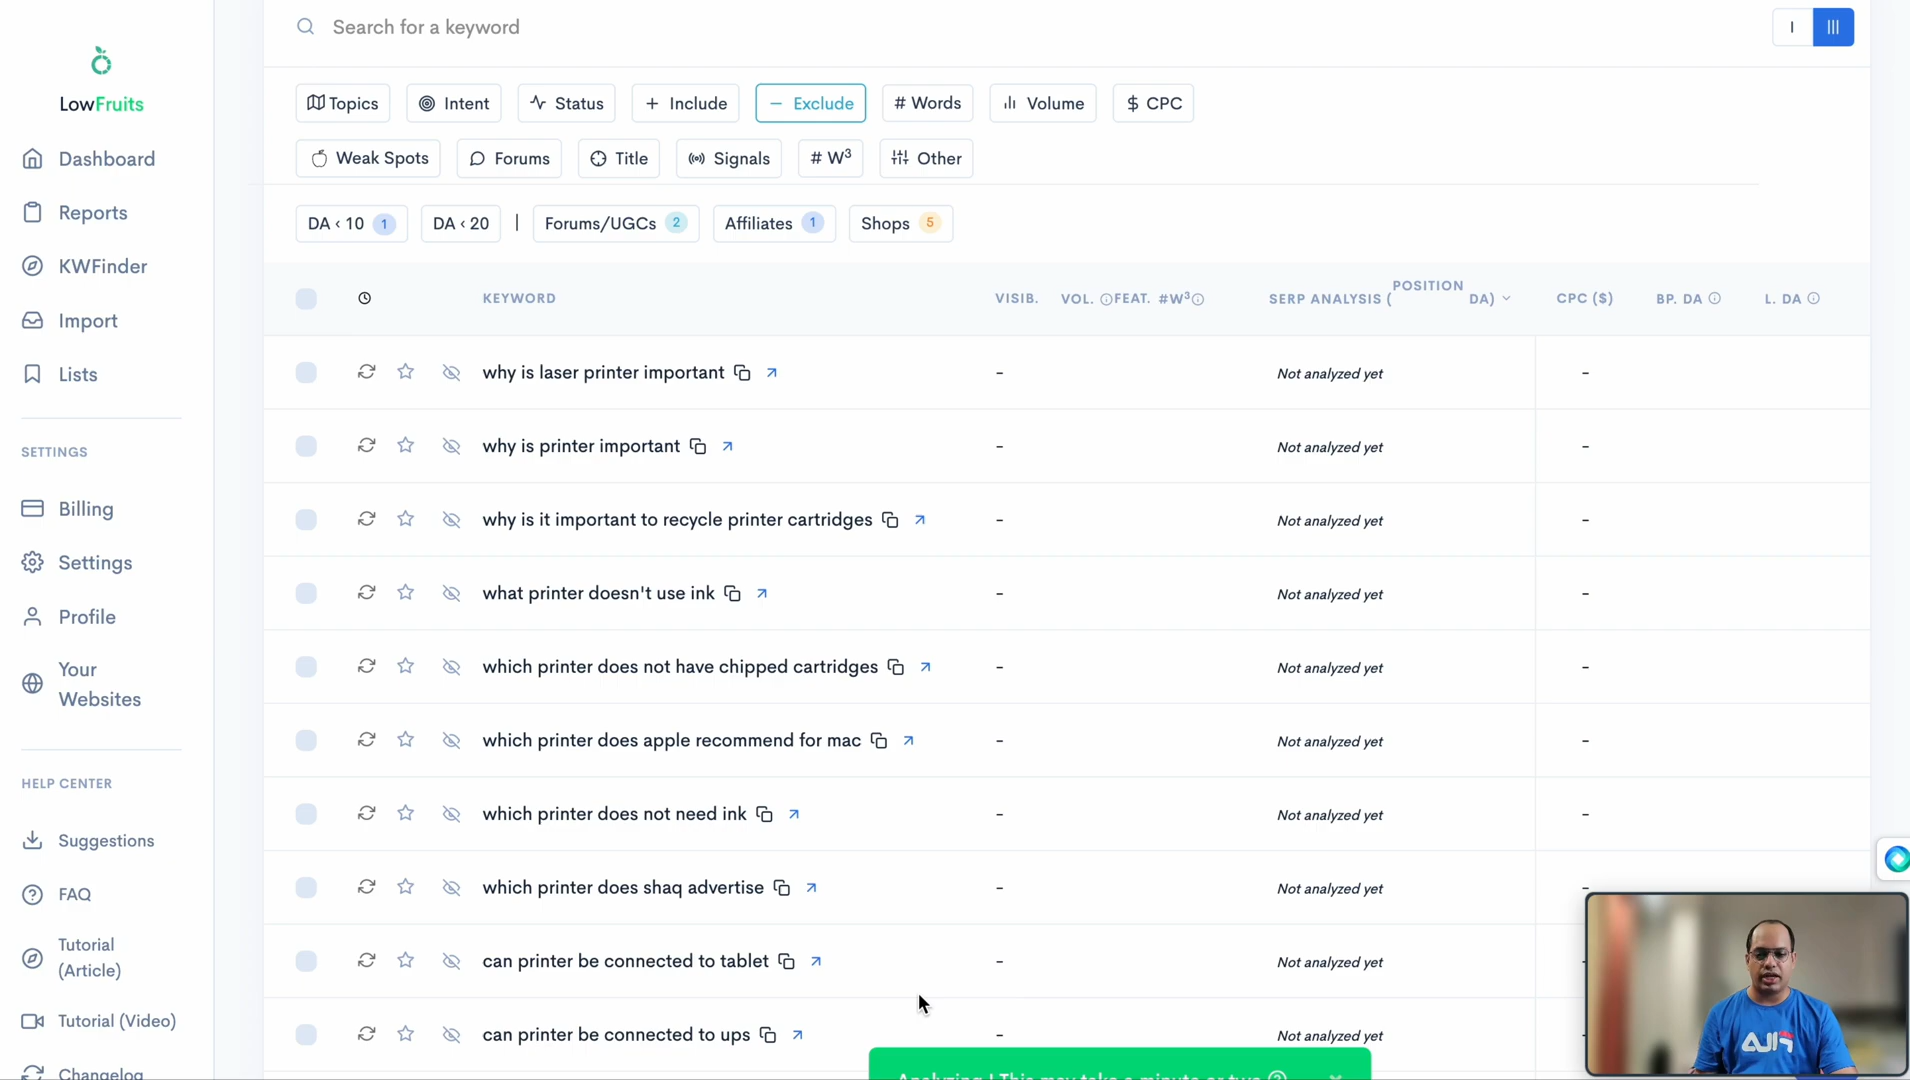 Search for a keyword
LowFruits
Dashboard
Reports
KWFinder
Import
Lists
SETTINGS
Billing
Settings
Profile
Your
Websites
HELP CENTER
Suggestions
FAQ
Tutorial
(Article)
Tutorial (Video)
Changelog
Topics Intent Status + Include − Exclude # Words Volume $ CPC
Weak Spots Forums Title Signals # W³ Other
DA < 10 1 DA < 20 | Forums/UGCs 2 Affiliates 1 Shops 5
KEYWORD VISIB. VOL. FEAT. #W³ SERP ANALYSIS ( POSITION DA) CPC ($) BP. DA L. DA
why is laser printer important - Not analyzed yet -
why is printer important - Not analyzed yet -
why is it important to recycle printer cartridges - Not analyzed yet -
what printer doesn't use ink - Not analyzed yet -
which printer does not have chipped cartridges - Not analyzed yet -
which printer does apple recommend for mac - Not analyzed yet -
which printer does not need ink - Not analyzed yet -
which printer does shaq advertise - Not analyzed yet -
can printer be connected to tablet - Not analyzed yet -
can printer be connected to ups - Not analyzed yet
Analyzing ! This may take a minute or two